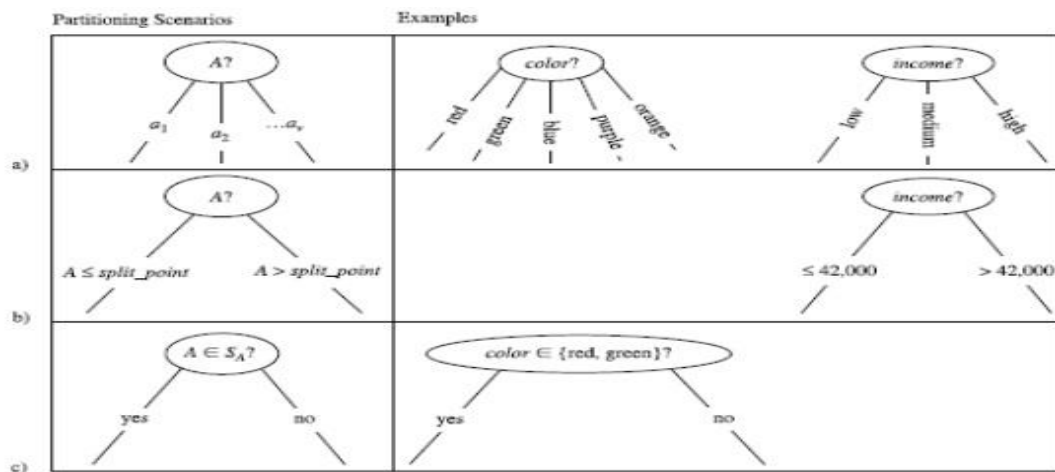 Partitioning Scenarios Examples
A? color? income?
a₁ a₂ ...aᵥ red green blue purple orange low medium high
a)
A? income?
A ≤ split_point A > split_point ≤ 42,000 > 42,000
b)
A ∈ S_A? color ∈ {red, green}?
yes no yes no
c)